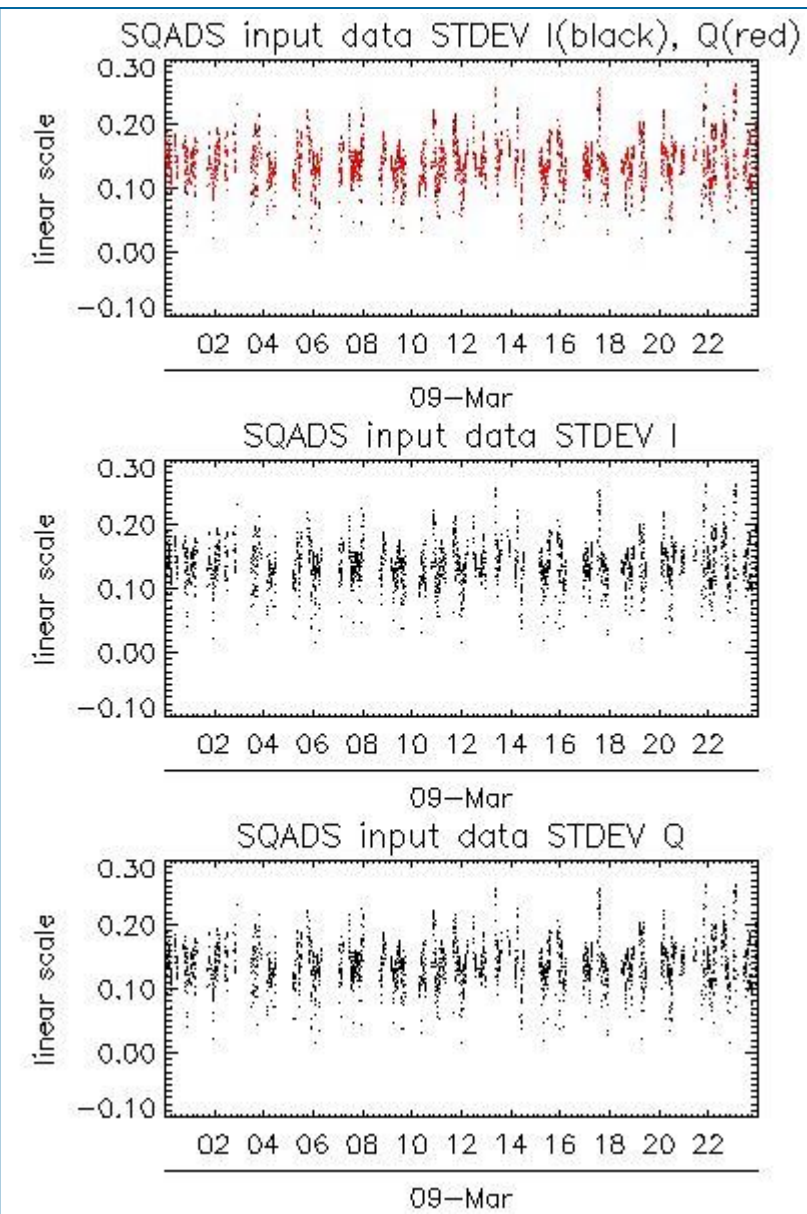 SQADS input data STDEV I(black), Q(red)
0.30
0.20
0.10
0.00
−0.10
linear scale
02 04 06 08 10 12 14 16 18 20 22
09−Mar
SQADS input data STDEV I
0.30
0.20
0.10
0.00
−0.10
linear scale
02 04 06 08 10 12 14 16 18 20 22
09−Mar
SQADS input data STDEV Q
0.30
0.20
0.10
0.00
−0.10
linear scale
02 04 06 08 10 12 14 16 18 20 22
09−Mar